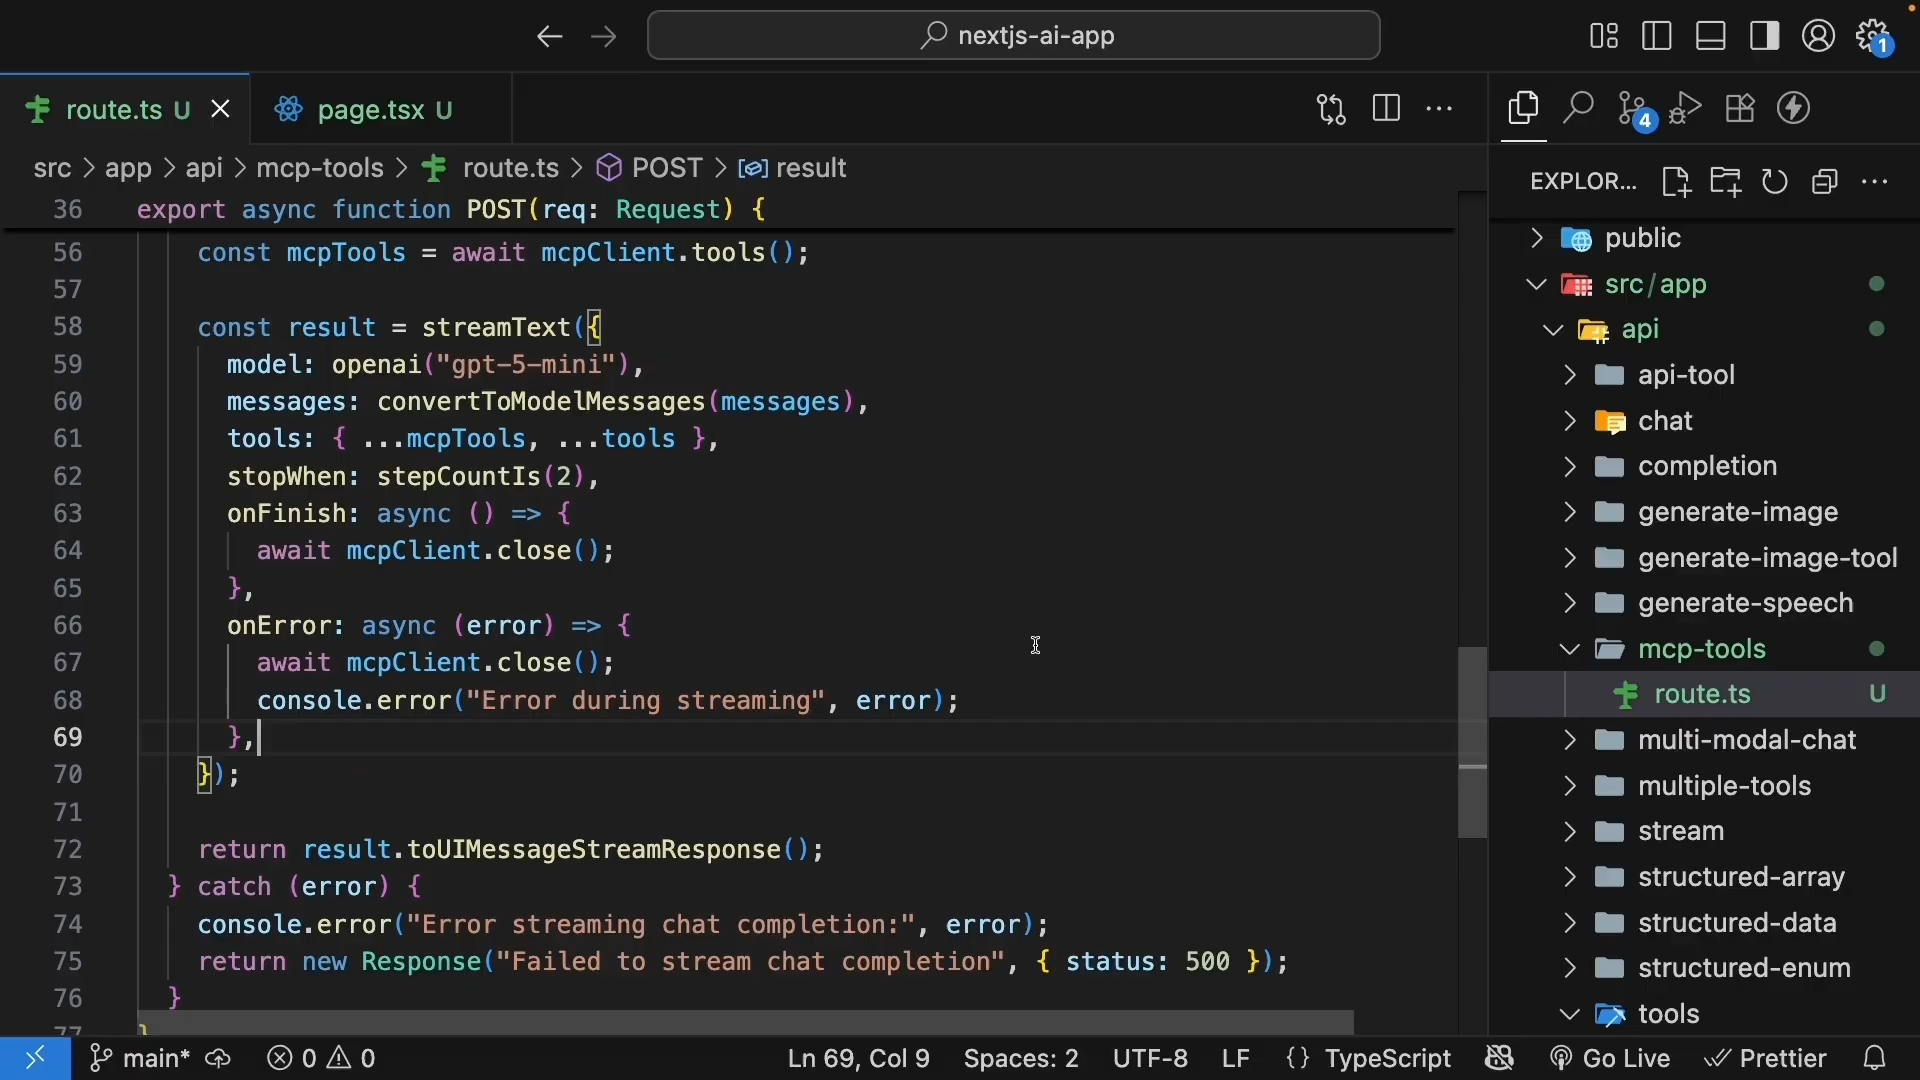 nextjs-ai-app
1
route.ts U
page.tsx U
4
src > app > api > mcp-tools > route.ts > POST > result
EXPLOR...
36 export async function POST(req: Request) {
56 const mcpTools = await mcpClient.tools();
57
58 const result = streamText({
59 model: openai("gpt-5-mini"),
60 messages: convertToModelMessages(messages),
61 tools: { ...mcpTools, ...tools },
62 stopWhen: stepCountIs(2),
63 onFinish: async () => {
64 await mcpClient.close();
65 },
66 onError: async (error) => {
67 await mcpClient.close();
68 console.error("Error during streaming", error);
69 },
70 });
71
72 return result.toUIMessageStreamResponse();
73 } catch (error) {
74 console.error("Error streaming chat completion:", error);
75 return new Response("Failed to stream chat completion", { status: 500 });
76 }
77 }
public
src/app
api
api-tool
chat
completion
generate-image
generate-image-tool
generate-speech
mcp-tools
route.ts U
multi-modal-chat
multiple-tools
stream
structured-array
structured-data
structured-enum
tools
main* 0 0 Ln 69, Col 9 Spaces: 2 UTF-8 LF {} TypeScript Go Live Prettier